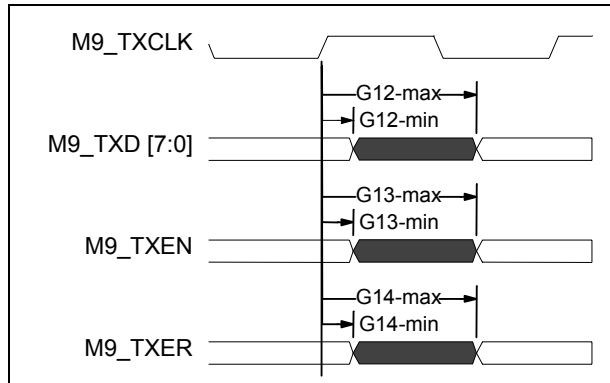 M9_TXCLK
G12-max
G12-min
M9_TXD [7:0]
G13-max
G13-min
M9_TXEN
G14-max
G14-min
M9_TXER